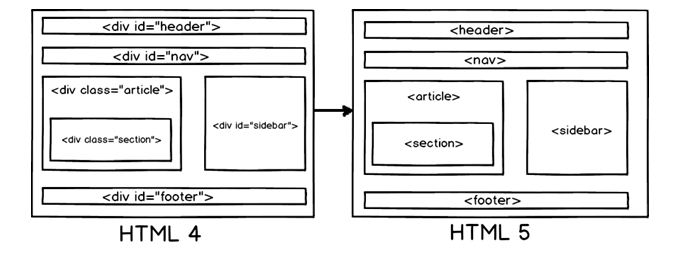 <div id="header">
<div id="nav">
<div class="article">
<div class="section">
<div id="sidebar">
<div id="footer">
HTML 4
<header>
<nav>
<article>
<section>
<sidebar>
<footer>
HTML 5